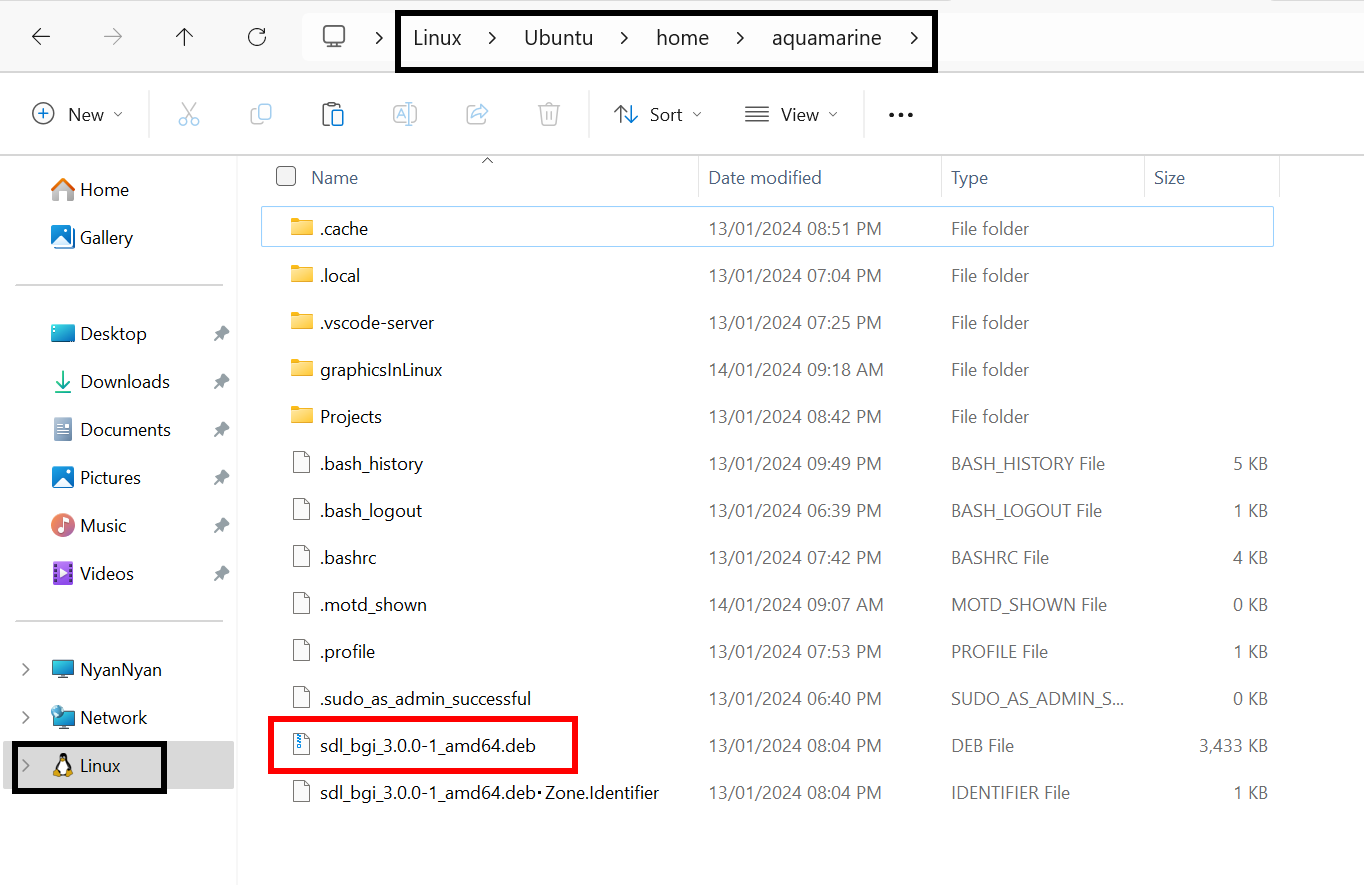 Linux > Ubuntu > home > aquamarine >
New Sort View
Name Date modified Type Size
Home
Gallery
Desktop
Downloads
Documents
Pictures
Music
Videos
NyanNyan
Network
Linux
.cache 13/01/2024 08:51 PM File folder
.local 13/01/2024 07:04 PM File folder
.vscode-server 13/01/2024 07:25 PM File folder
graphicsInLinux 14/01/2024 09:18 AM File folder
Projects 13/01/2024 08:42 PM File folder
.bash_history 13/01/2024 09:49 PM BASH_HISTORY File 5 KB
.bash_logout 13/01/2024 06:39 PM BASH_LOGOUT File 1 KB
.bashrc 13/01/2024 07:42 PM BASHRC File 4 KB
.motd_shown 14/01/2024 09:07 AM MOTD_SHOWN File 0 KB
.profile 13/01/2024 07:53 PM PROFILE File 1 KB
.sudo_as_admin_successful 13/01/2024 06:40 PM SUDO_AS_ADMIN_S... 0 KB
sdl_bgi_3.0.0-1_amd64.deb 13/01/2024 08:04 PM DEB File 3,433 KB
sdl_bgi_3.0.0-1_amd64.deb·Zone.Identifier 13/01/2024 08:04 PM IDENTIFIER File 1 KB